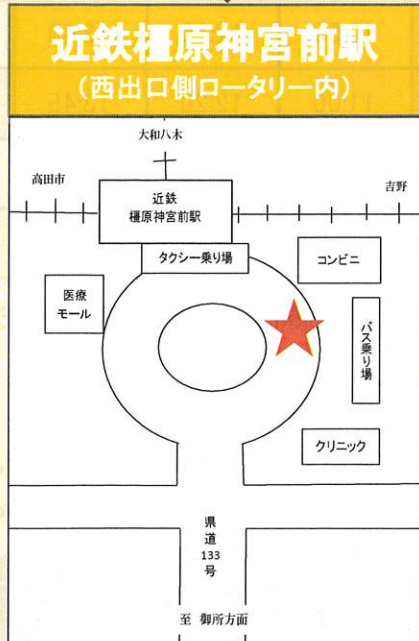 近鉄橿原神宮前駅
（西出口側ロータリー内）
大和八木
高田市
吉野
近鉄
橿原神宮前駅
タクシー乗り場
コンビニ
医療
モール
バス乗り場
クリニック
県道133号
至 御所方面